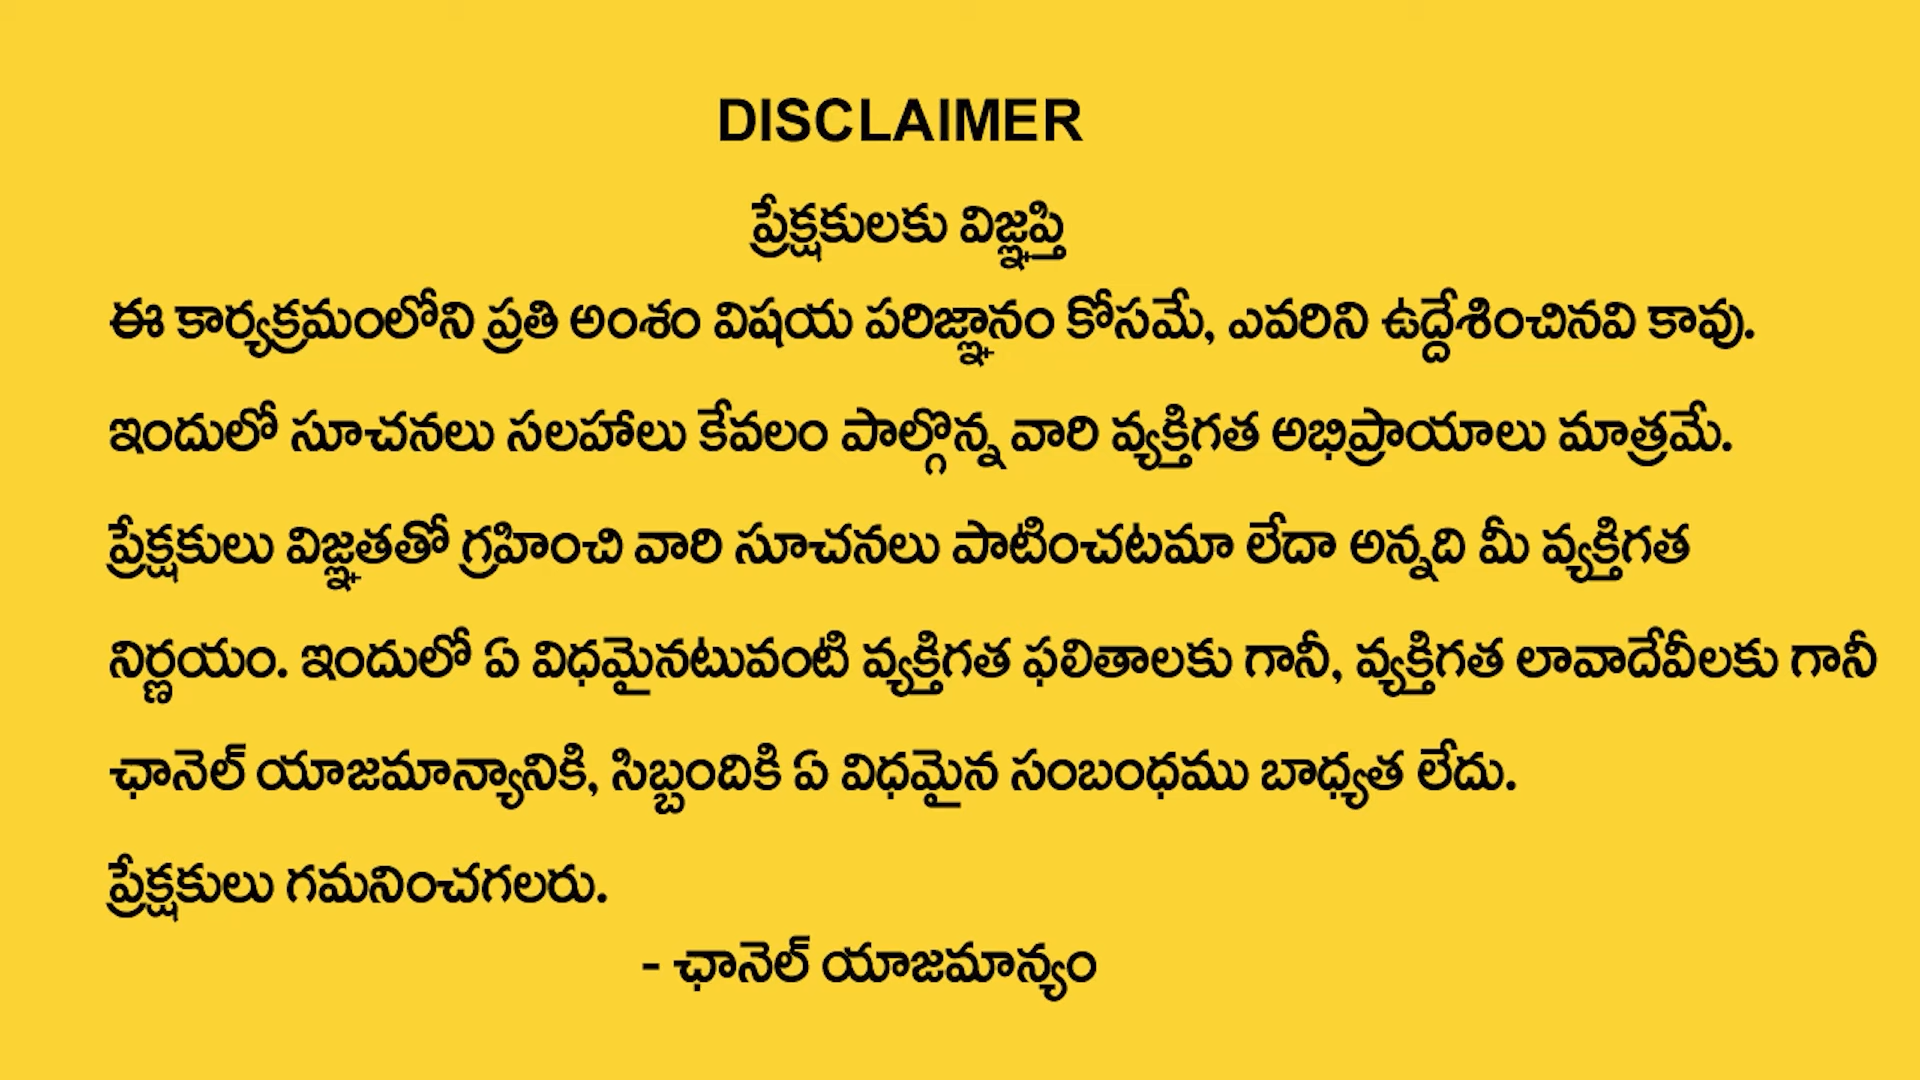 DISCLAIMER
ప్రేక్షకులకు విజ్ఞప్తి
ఈ కార్యక్రమంలోని ప్రతి అంశం విషయ పరిజ్ఞానం కోసమే, ఎవరిని ఉద్దేశించినవి కావు.
ఇందులో సూచనలు సలహాలు కేవలం పాల్గొన్న వారి వ్యక్తిగత అభిప్రాయాలు మాత్రమే.
ప్రేక్షకులు విజ్ఞతతో గ్రహించి వారి సూచనలు పాటించటమా లేదా అన్నది మీ వ్యక్తిగత
నిర్ణయం. ఇందులో ఏ విధమైనటువంటి వ్యక్తిగత ఫలితాలకు గానీ, వ్యక్తిగత లావాదేవీలకు గానీ
ఛానెల్ యాజమాన్యానికి, సిబ్బందికి ఏ విధమైన సంబంధము బాధ్యత లేదు.
ప్రేక్షకులు గమనించగలరు.
- ఛానెల్ యాజమాన్యం